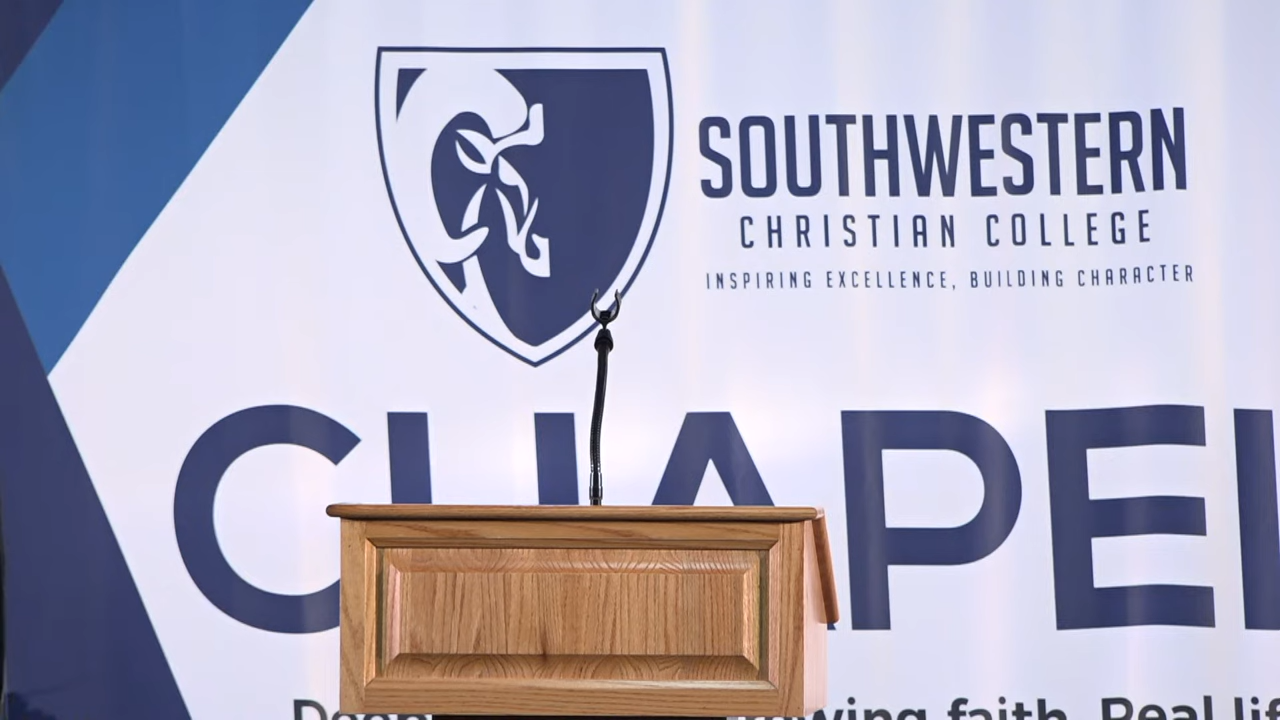 SOUTHWESTERN
CHRISTIAN COLLEGE
INSPIRING EXCELLENCE, BUILDING CHARACTER
CHAPEL
faith. Real